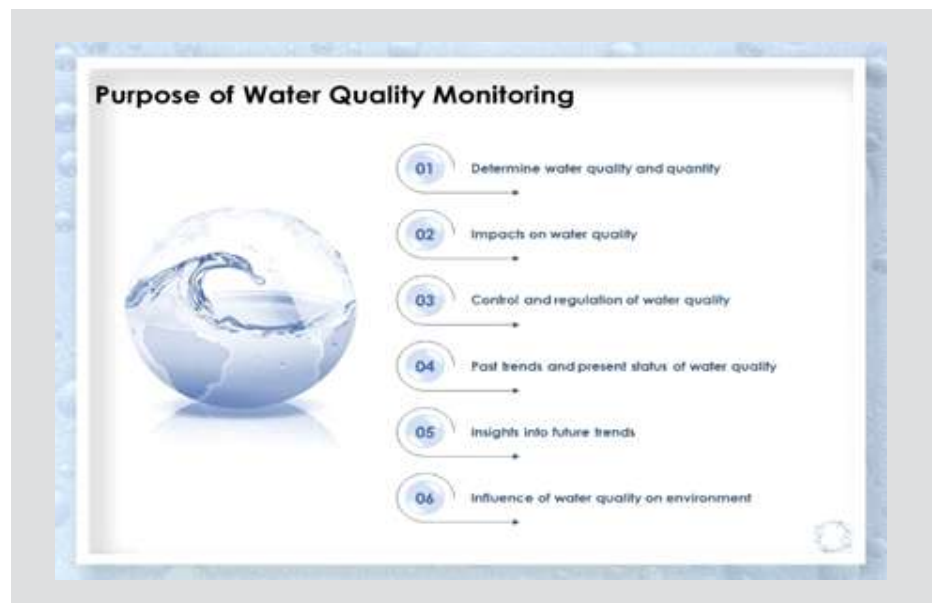 Purpose of Water Quality Monitoring
01
Determine water quality and quantity
02
Impacts on water quality
03
Control and regulation of water quality
04
Past trends and present status of water quality
05
Insights into future trends
06
Influence of water quality on environment